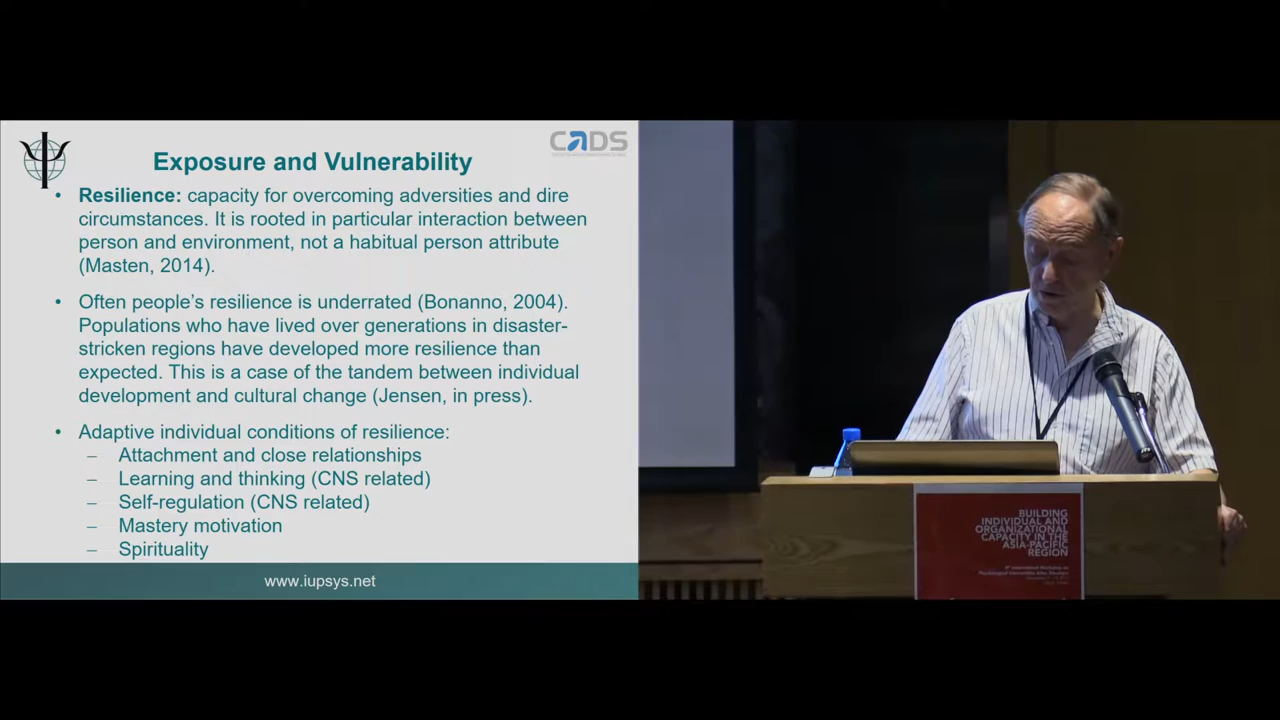 CADS
Exposure and Vulnerability
• Resilience: capacity for overcoming adversities and dire
circumstances. It is rooted in particular interaction between
person and environment, not a habitual person attribute
(Masten, 2014).
• Often people's resilience is underrated (Bonanno, 2004).
Populations who have lived over generations in disaster-
stricken regions have developed more resilience than
expected. This is a case of the tandem between individual
development and cultural change (Jensen, in press).
• Adaptive individual conditions of resilience:
– Attachment and close relationships
– Learning and thinking (CNS related)
– Self-regulation (CNS related)
– Mastery motivation
– Spirituality
www.iupsys.net
BUILDING
INDIVIDUAL AND
ORGANIZATIONAL
CAPACITY IN THE
ASIA-PACIFIC
REGION